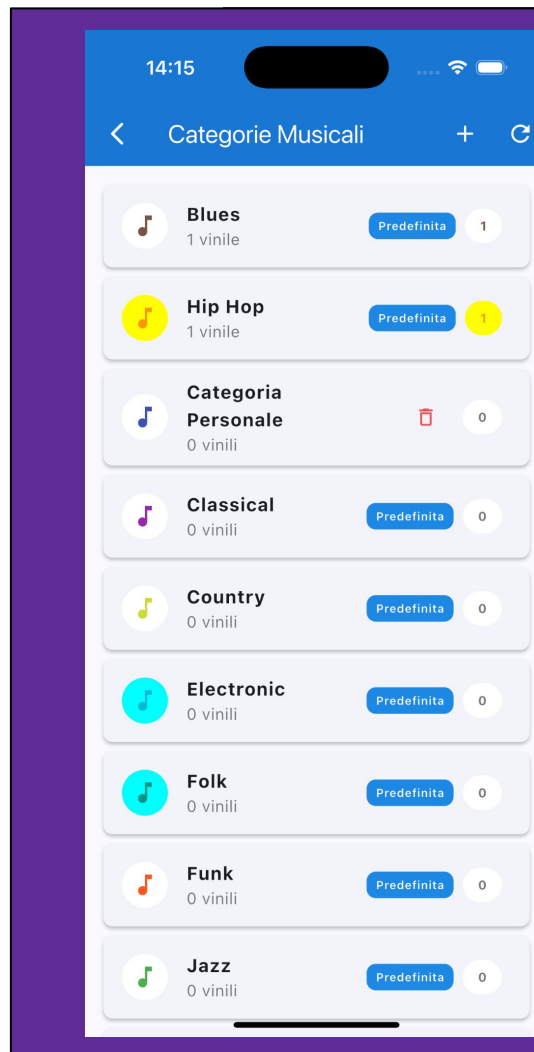 14:15
Categorie Musicali
Blues
1 vinile
Predefinita
1
Hip Hop
1 vinile
Predefinita
1
Categoria
Personale
0 vinili
0
Classical
0 vinili
Predefinita
0
Country
0 vinili
Predefinita
0
Electronic
0 vinili
Predefinita
0
Folk
0 vinili
Predefinita
0
Funk
0 vinili
Predefinita
0
Jazz
0 vinili
Predefinita
0